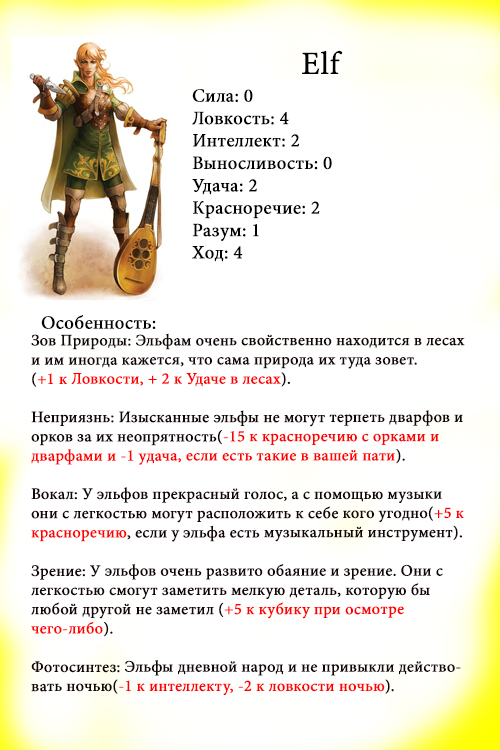 Elf
Сила: 0
Ловкость: 4
Интеллект: 2
Выносливость: 0
Удача: 2
Красноречие: 2
Разум: 1
Ход: 4
Особенность:
Зов Природы: Эльфам очень свойственно находится в лесах
и им иногда кажется, что сама природа их туда зовет.
(+1 к Ловкости, + 2 к Удаче в лесах).
Неприязнь: Изысканные эльфы не могут терпеть дварфов и
орков за их неопрятность(-15 к красноречию с орками и
дварфами и -1 удача, если есть такие в вашей пати).
Вокал: У эльфов прекрасный голос, а с помощью музыки
они с легкостью могут расположить к себе кого угодно(+5 к
красноречию, если у эльфа есть музыкальный инструмент).
Зрение: У эльфов очень развито обаяние и зрение. Они с
легкостью смогут заметить мелкую деталь, которую бы
любой другой не заметил (+5 к кубику при осмотре
чего-либо).
Фотосинтез: Эльфы дневной народ и не привыкли действо-
вать ночью(-1 к интеллекту, -2 к ловкости ночью).